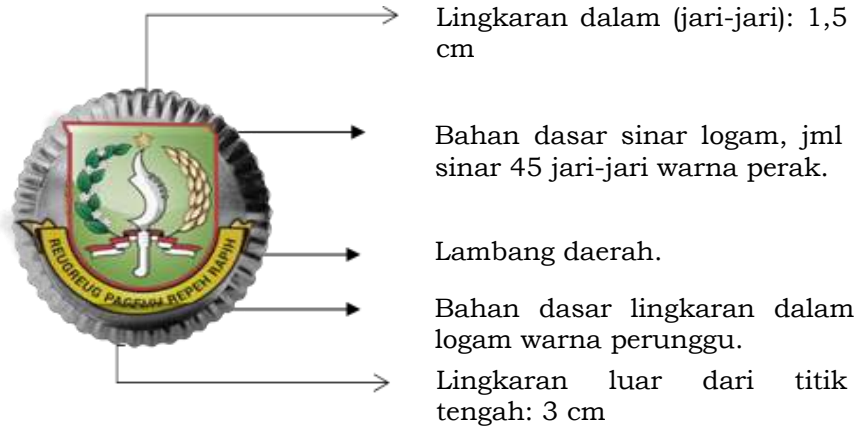 Lingkaran dalam (jari-jari): 1,5
cm
Bahan dasar sinar logam, jml
sinar 45 jari-jari warna perak.
Lambang daerah.
REUGREUG PAGEUH REPEH RAPIH
Bahan dasar lingkaran dalam
logam warna perunggu.
Lingkaran luar dari titik
tengah: 3 cm